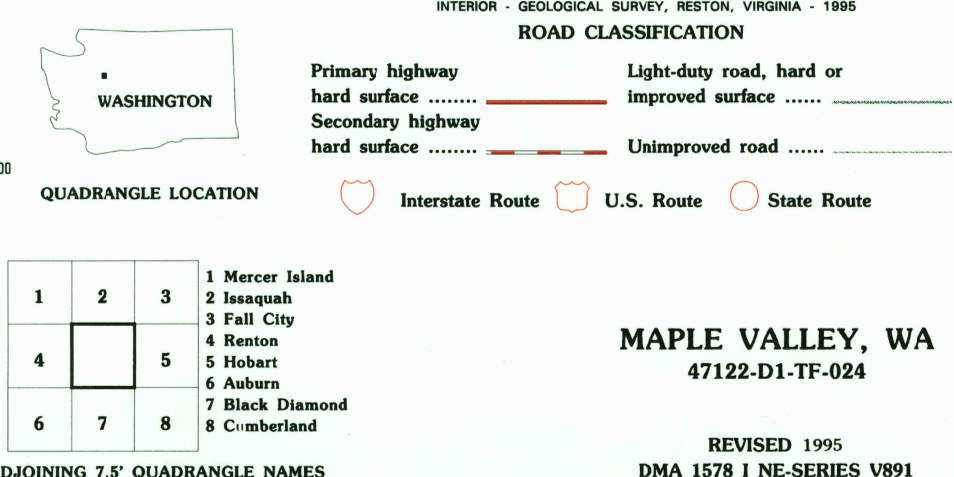 INTERIOR - GEOLOGICAL SURVEY, RESTON, VIRGINIA - 1995
ROAD CLASSIFICATION
Primary highway
hard surface ........
Light-duty road, hard or
improved surface ......
Secondary highway
hard surface ........
Unimproved road ......
Interstate Route
U.S. Route
State Route
WASHINGTON
00
QUADRANGLE LOCATION
1 2 3
4 5
6 7 8
1 Mercer Island
2 Issaquah
3 Fall City
4 Renton
5 Hobart
6 Auburn
7 Black Diamond
8 Cumberland
DJOINING 7.5' QUADRANGLE NAMES
MAPLE VALLEY, WA
47122-D1-TF-024
REVISED 1995
DMA 1578 I NE-SERIES V891